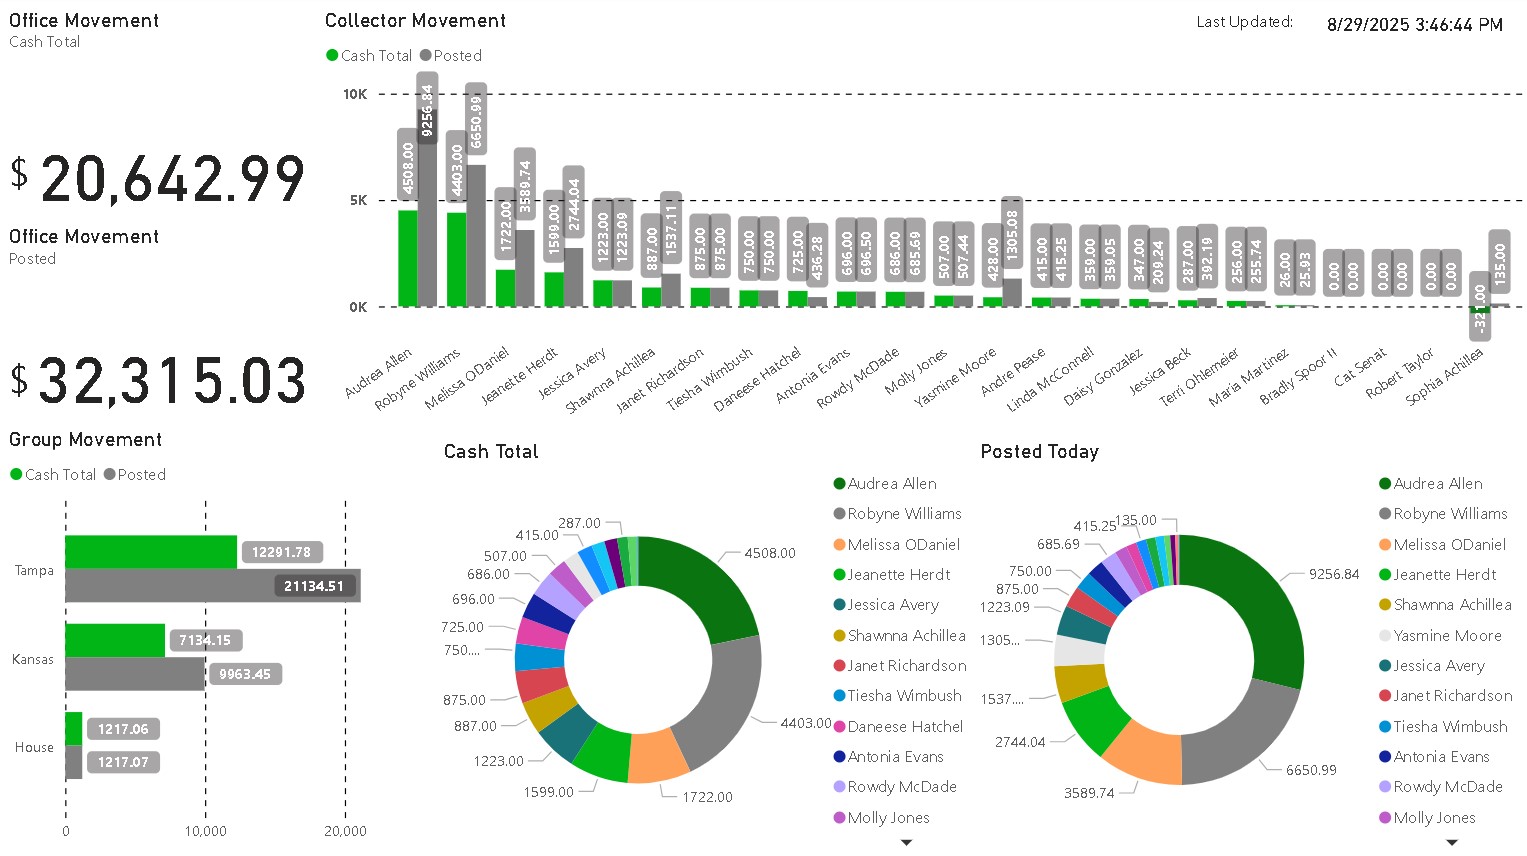 Office Movement
Cash Total
$ 20,642.99
Office Movement
Posted
$ 32,315.03
Collector Movement
Cash Total Posted
Last Updated: 8/29/2025 3:46:44 PM
10K
5K
0K
4508.00 9256.84
4403.00 6650.99
1722.00 3589.74
1599.00 2744.04
1223.00 1223.09
887.00 1537.11
875.00 875.00
750.00 750.00
725.00 436.28
696.00 696.50
686.00 685.69
507.00 507.44
428.00 1305.08
415.00 415.25
359.00 359.05
347.00 209.24
287.00 392.19
256.00 255.74
26.00 25.93
0.00 0.00
0.00 0.00
0.00 0.00
-321.00 135.00
Audrea Allen
Robyne Williams
Melissa ODaniel
Jeanette Herdt
Jessica Avery
Shawnna Achillea
Janet Richardson
Tiesha Wimbush
Daneese Hatchel
Antonia Evans
Rowdy McDade
Molly Jones
Yasmine Moore
Andre Pease
Linda McConnell
Daisy Gonzalez
Jessica Beck
Terri Ohlemeier
Maria Martinez
Bradly Spoor II
Cat Senat
Robert Taylor
Sophia Achillea
Group Movement
Cash Total Posted
Tampa
12291.78
21134.51
Kansas
7134.15
9963.45
House
1217.06
1217.07
0 10,000 20,000
Cash Total
4508.00
4403.00
1722.00
1599.00
1223.00
887.00
875.00
750....
725.00
696.00
686.00
507.00
415.00
287.00
Audrea Allen
Robyne Williams
Melissa ODaniel
Jeanette Herdt
Jessica Avery
Shawnna Achillea
Janet Richardson
Tiesha Wimbush
Daneese Hatchel
Antonia Evans
Rowdy McDade
Molly Jones
Posted Today
9256.84
6650.99
3589.74
2744.04
1537....
1305...
1223.09
875.00
750.00
685.69
415.25
135.00
Audrea Allen
Robyne Williams
Melissa ODaniel
Jeanette Herdt
Shawnna Achillea
Yasmine Moore
Jessica Avery
Janet Richardson
Tiesha Wimbush
Antonia Evans
Rowdy McDade
Molly Jones